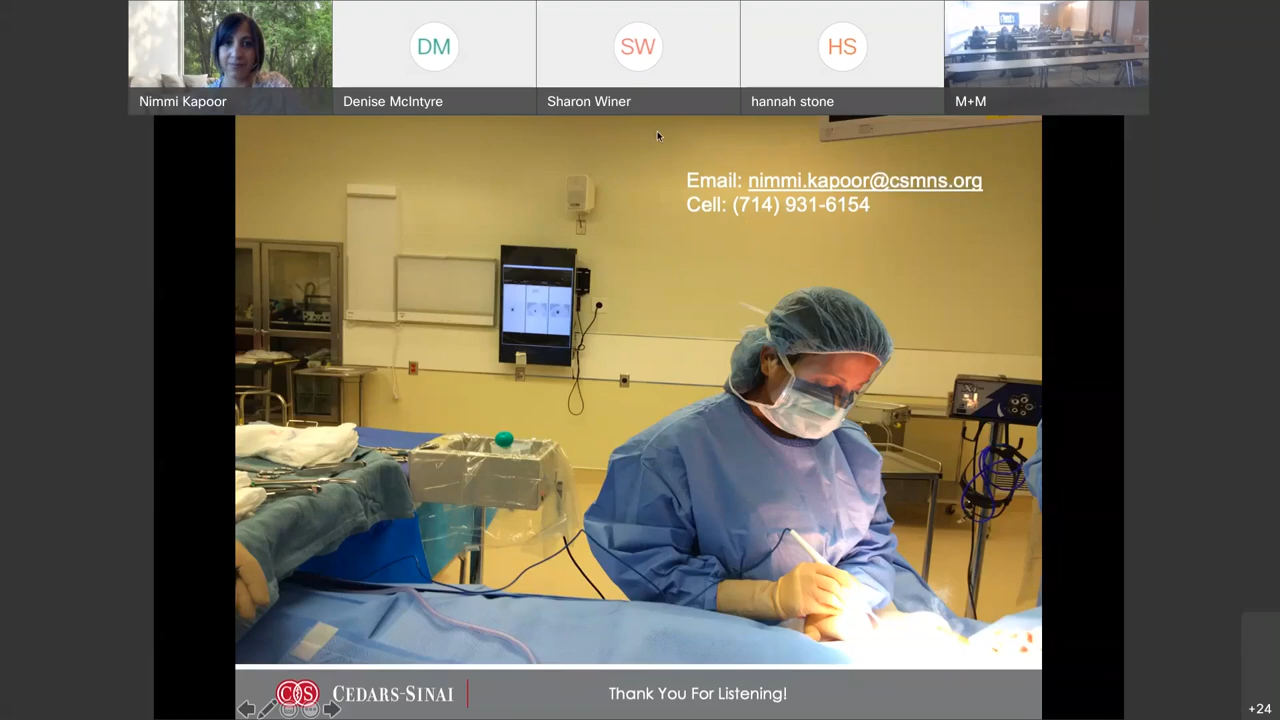 DM
SW
HS
Nimmi Kapoor
Denise McIntyre
Sharon Winer
hannah stone
M+M
Email: nimmi.kapoor@csmns.org
Cell: (714) 931-6154
CEDARS-SINAI
Thank You For Listening!
+24